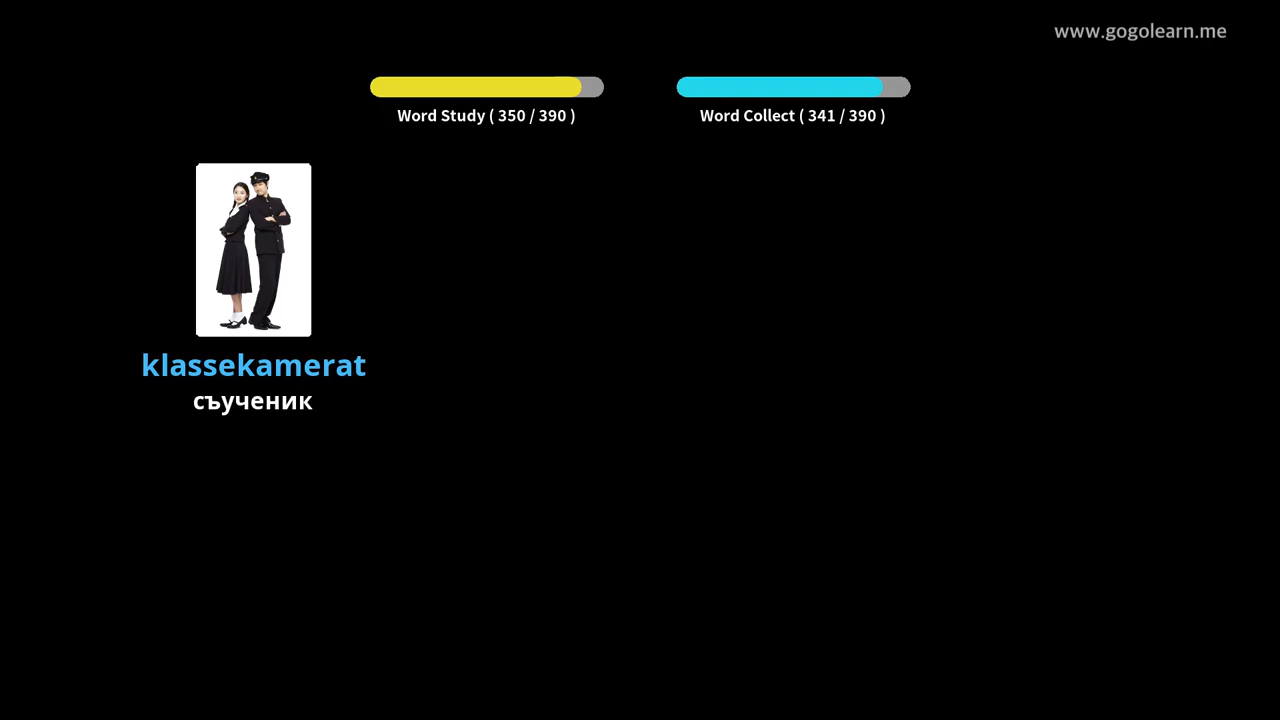 www.gogolearn.me
Word Study ( 350 / 390 )
Word Collect ( 341 / 390 )
klassekamerat
съученик